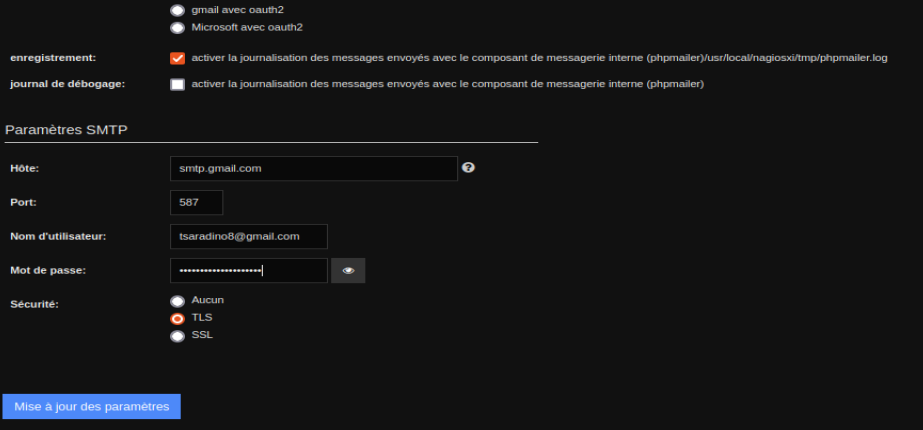 gmail avec oauth2
Microsoft avec oauth2
enregistrement: activer la journalisation des messages envoyés avec le composant de messagerie interne (phpmailer)/usr/local/nagiosxi/tmp/phpmailer.log
journal de débogage: activer la journalisation des messages envoyés avec le composant de messagerie interne (phpmailer)
Paramètres SMTP
Hôte: smtp.gmail.com
Port: 587
Nom d'utilisateur: tsaradino8@gmail.com
Mot de passe: ••••••••••••••••••••
Sécurité: Aucun
TLS
SSL
Mise à jour des paramètres